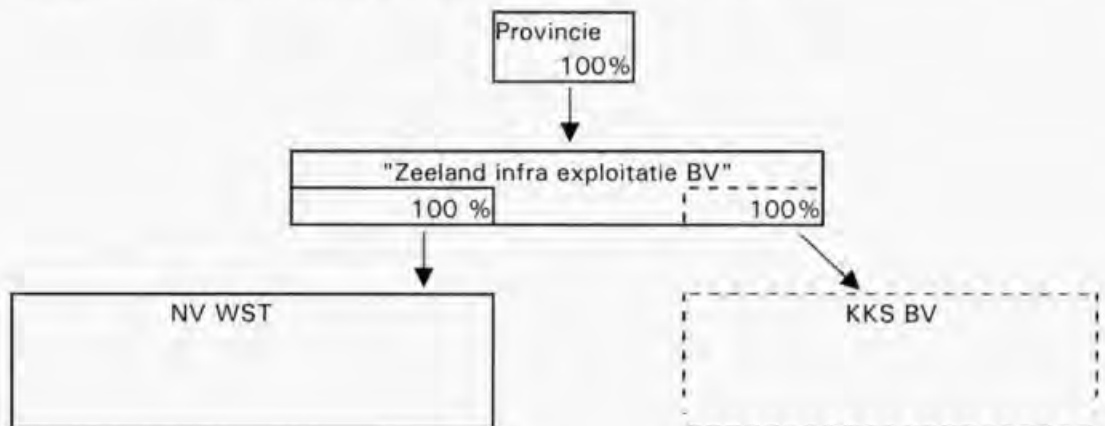 Provincie
100%
"Zeeland infra exploitatie BV"
100 %
100%
NV WST
KKS BV